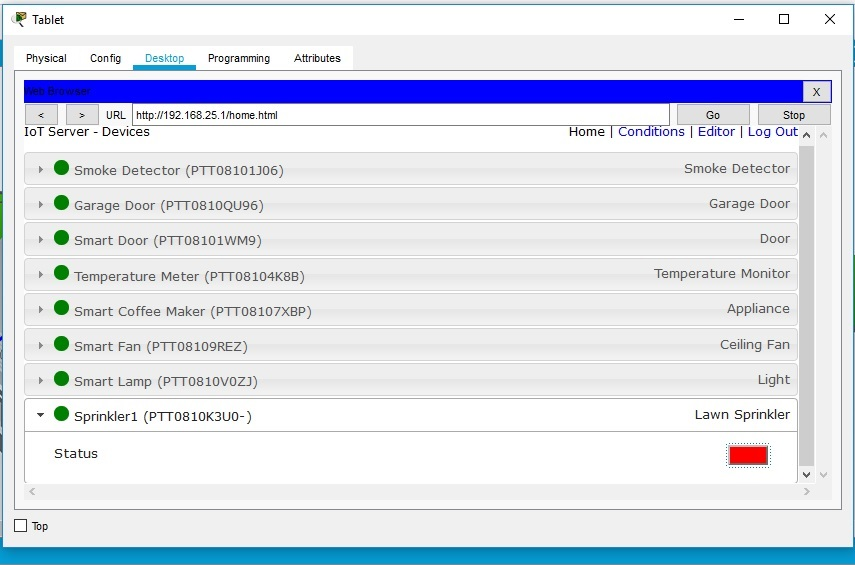 Tablet
Physical Config Desktop Programming Attributes
Web Browser X
< > URL http://192.168.25.1/home.html Go Stop
IoT Server - Devices Home | Conditions | Editor | Log Out
Smoke Detector (PTT08101J06) Smoke Detector
Garage Door (PTT0810QU96) Garage Door
Smart Door (PTT08101WM9) Door
Temperature Meter (PTT08104K8B) Temperature Monitor
Smart Coffee Maker (PTT08107XBP) Appliance
Smart Fan (PTT08109REZ) Ceiling Fan
Smart Lamp (PTT0810V0ZJ) Light
Sprinkler1 (PTT0810K3U0-) Lawn Sprinkler
Status
Top